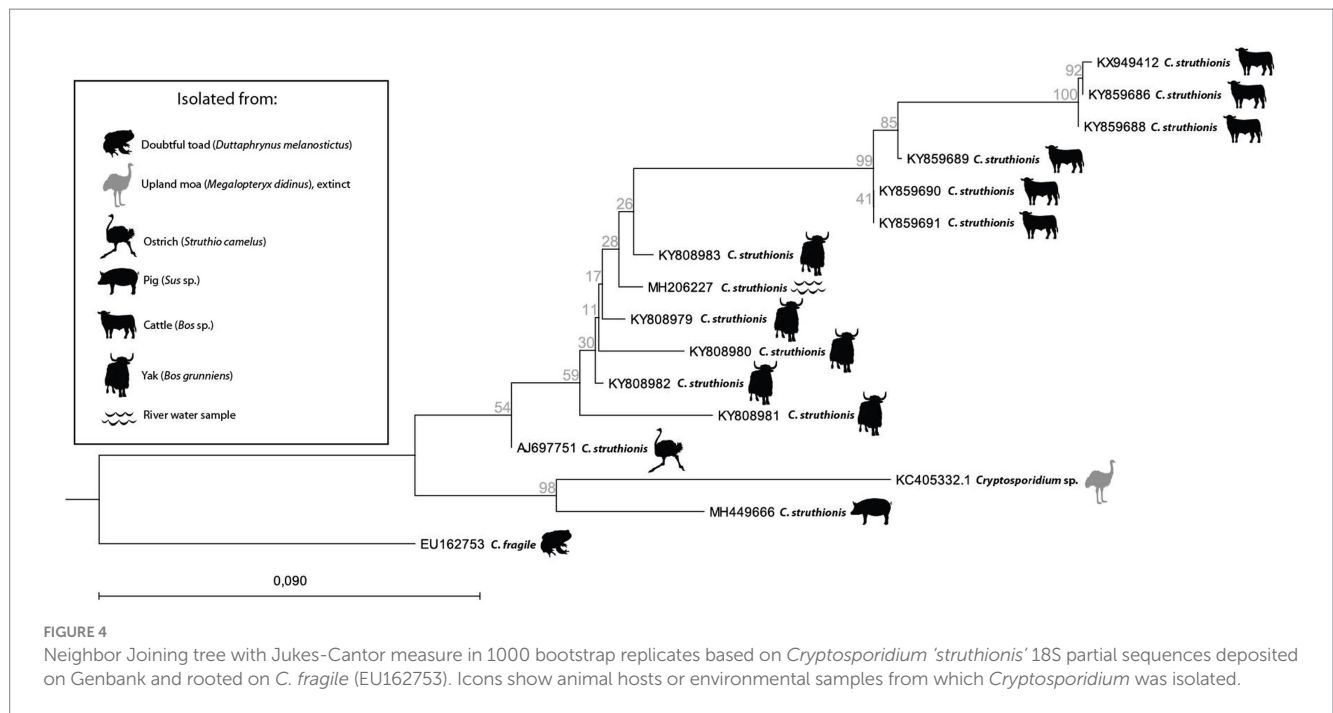 Isolated from:
Doubtful toad (Duttaphrynus melanostictus)
Upland moa (Megalopteryx didinus), extinct
Ostrich (Struthio camelus)
Pig (Sus sp.)
Cattle (Bos sp.)
Yak (Bos grunniens)
River water sample
92
KX949412 C. struthionis
100
KY859686 C. struthionis
KY859688 C. struthionis
85
KY859689 C. struthionis
99
KY859690 C. struthionis
41
KY859691 C. struthionis
26
KY808983 C. struthionis
28
MH206227 C. struthionis
17
KY808979 C. struthionis
11
KY808980 C. struthionis
30
KY808982 C. struthionis
59
KY808981 C. struthionis
54
AJ697751 C. struthionis
KC405332.1 Cryptosporidium sp.
98
MH449666 C. struthionis
EU162753 C. fragile
0,090
FIGURE 4
Neighbor Joining tree with Jukes-Cantor measure in 1000 bootstrap replicates based on Cryptosporidium ‘struthionis’ 18S partial sequences deposited
on Genbank and rooted on C. fragile (EU162753). Icons show animal hosts or environmental samples from which Cryptosporidium was isolated.